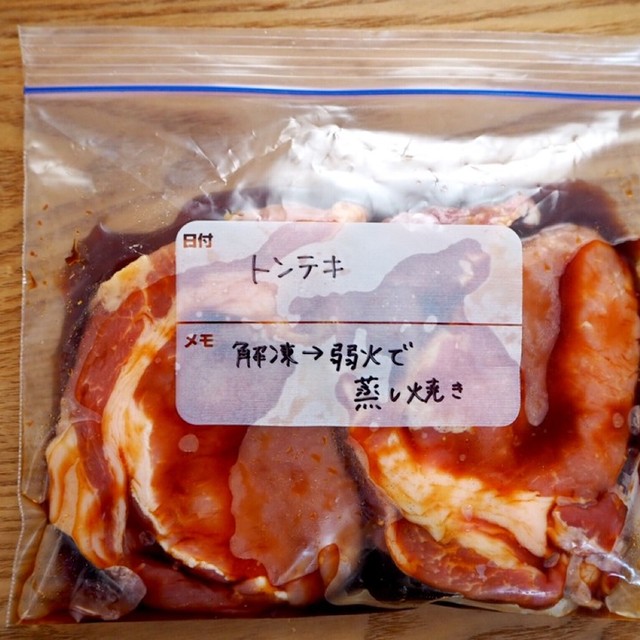 日付
トンテキ
メモ
解凍→弱火で
蒸し焼き